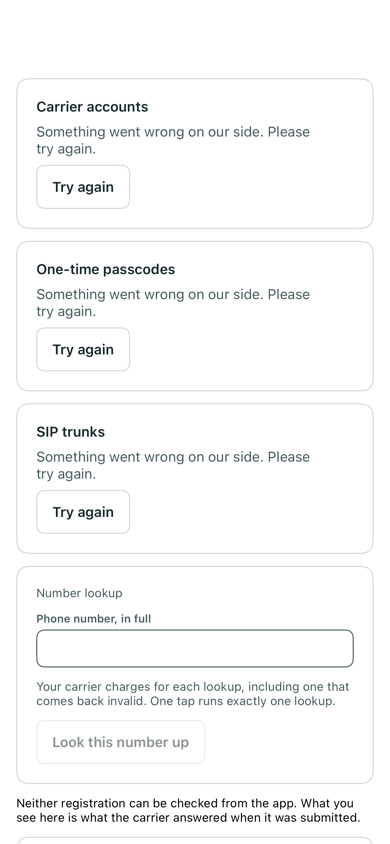 Carrier accounts
Something went wrong on our side. Please
try again.
Try again
One-time passcodes
Something went wrong on our side. Please
try again.
Try again
SIP trunks
Something went wrong on our side. Please
try again.
Try again
Number lookup
Phone number, in full
Your carrier charges for each lookup, including one that
comes back invalid. One tap runs exactly one lookup.
Look this number up
Neither registration can be checked from the app. What you
see here is what the carrier answered when it was submitted.